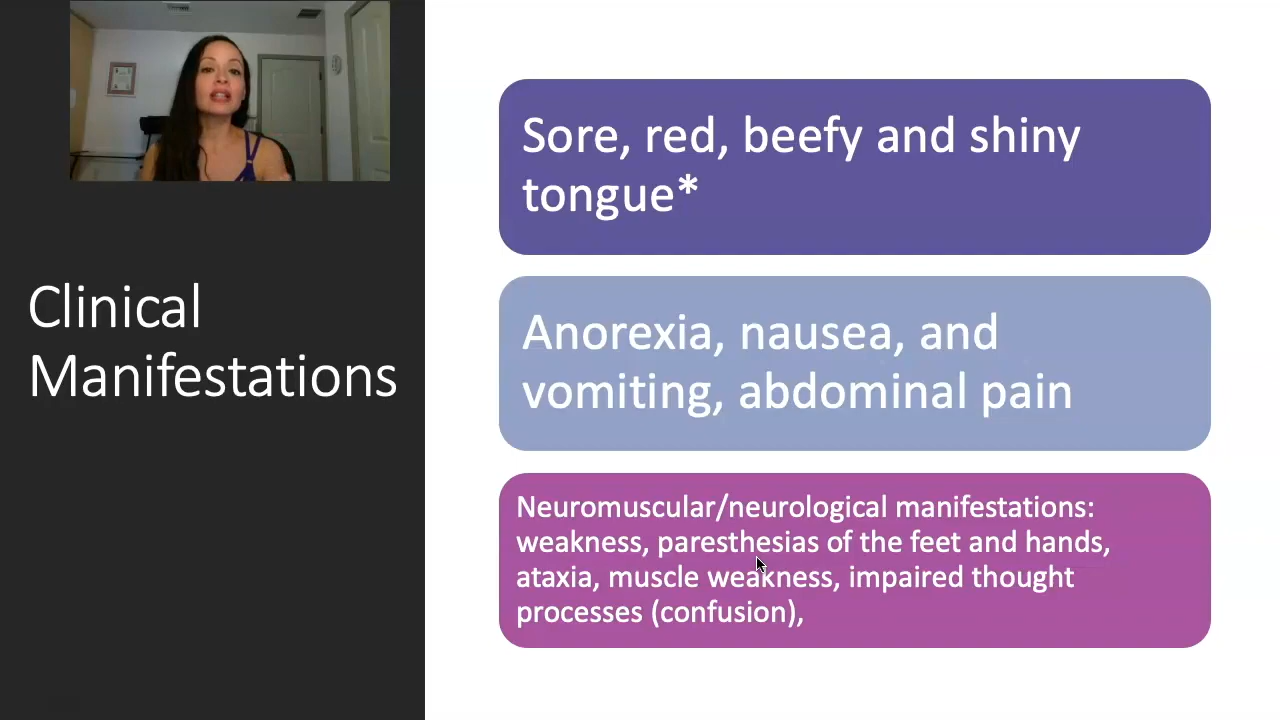 Clinical
Manifestations
Sore, red, beefy and shiny
tongue*
Anorexia, nausea, and
vomiting, abdominal pain
Neuromuscular/neurological manifestations:
weakness, paresthesias of the feet and hands,
ataxia, muscle weakness, impaired thought
processes (confusion),